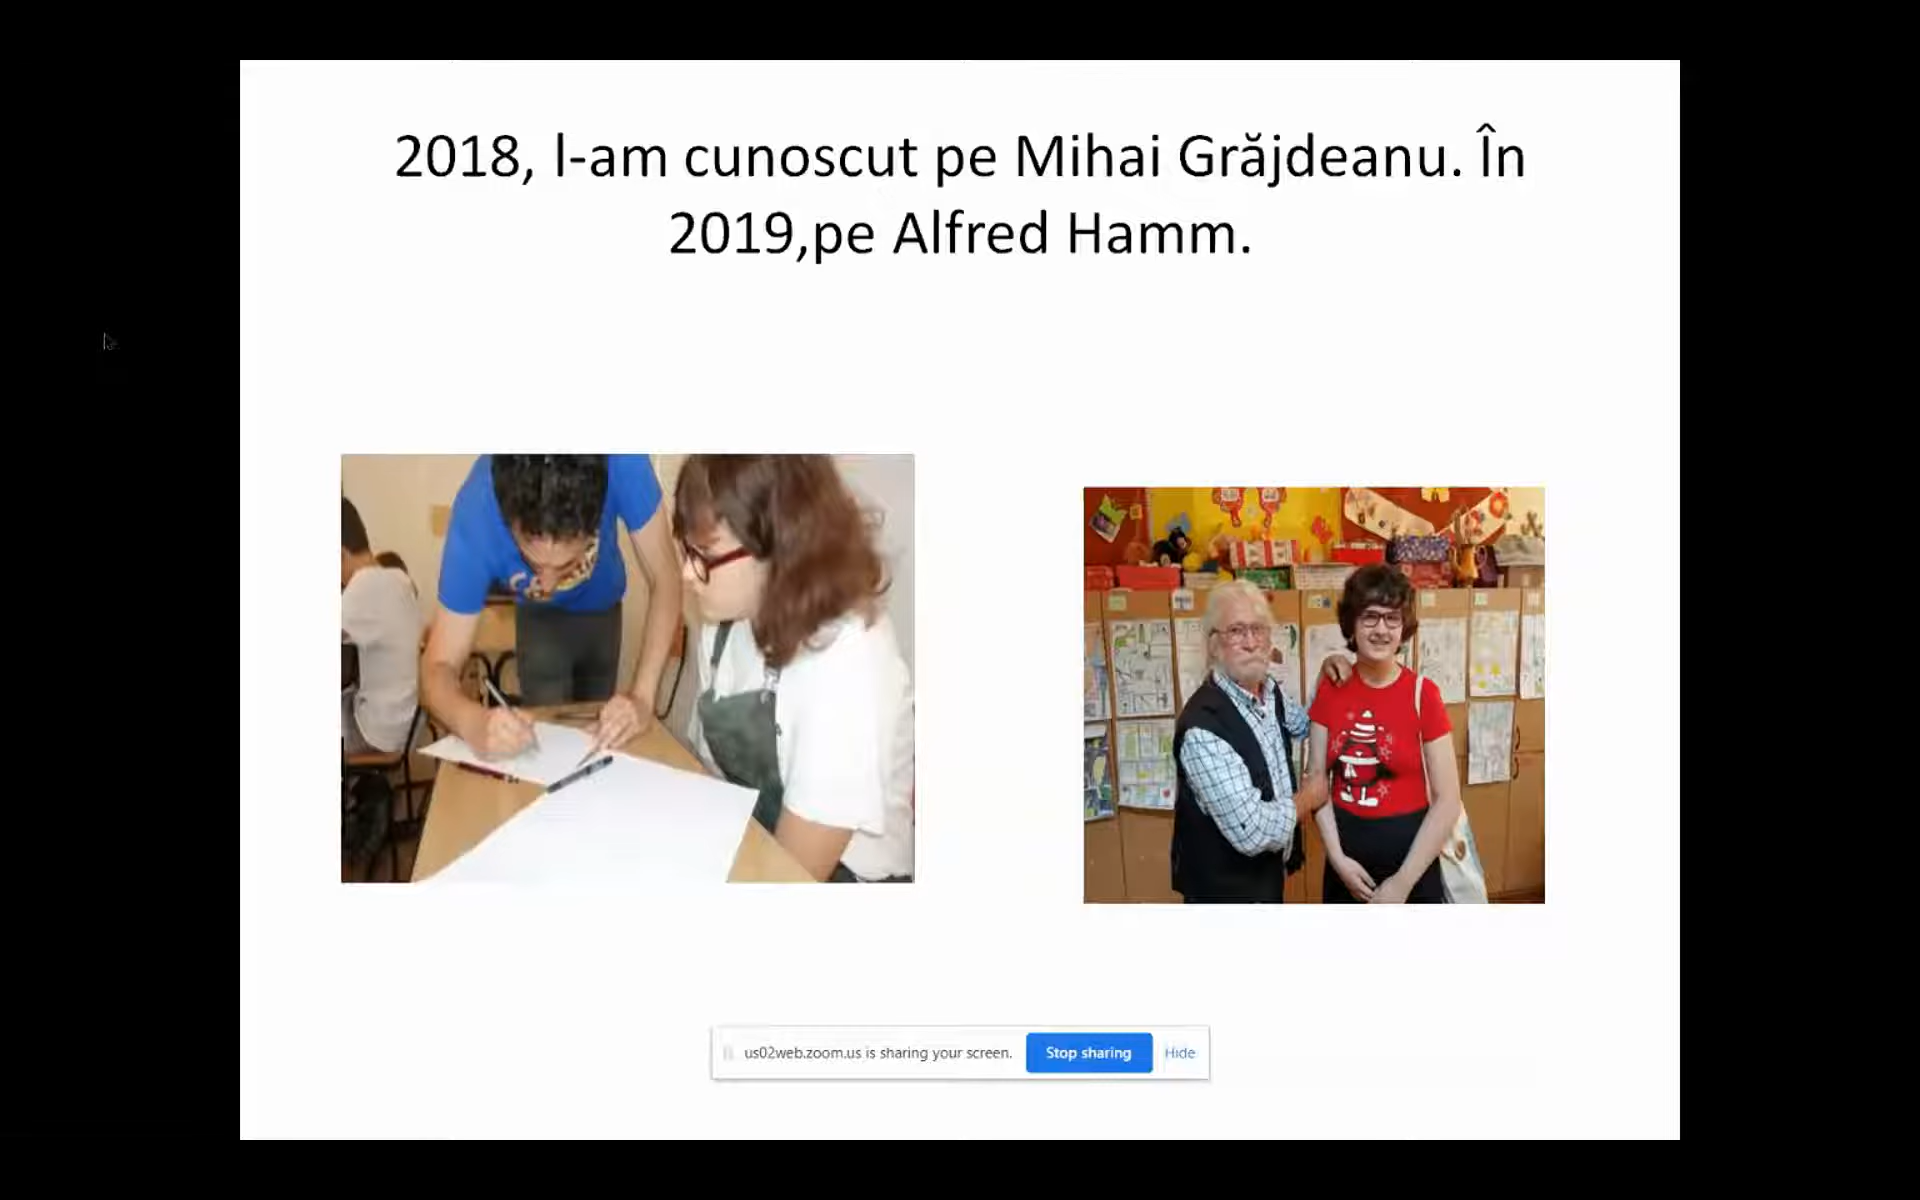 2018, l-am cunoscut pe Mihai Grăjdeanu. În
2019,pe Alfred Hamm.
us02web.zoom.us is sharing your screen. Stop sharing Hide